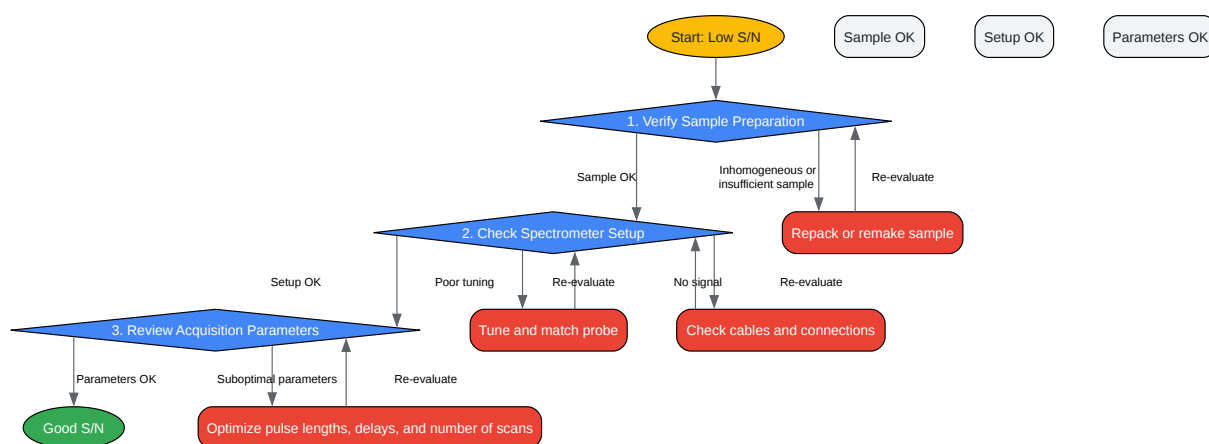 Start: Low S/N
Sample OK
Setup OK
Parameters OK
1. Verify Sample Preparation
Sample OK
Inhomogeneous or
insufficient sample
Re-evaluate
2. Check Spectrometer Setup
Repack or remake sample
Setup OK
Poor tuning
Re-evaluate
No signal
Re-evaluate
3. Review Acquisition Parameters
Tune and match probe
Check cables and connections
Parameters OK
Suboptimal parameters
Re-evaluate
Good S/N
Optimize pulse lengths, delays, and number of scans